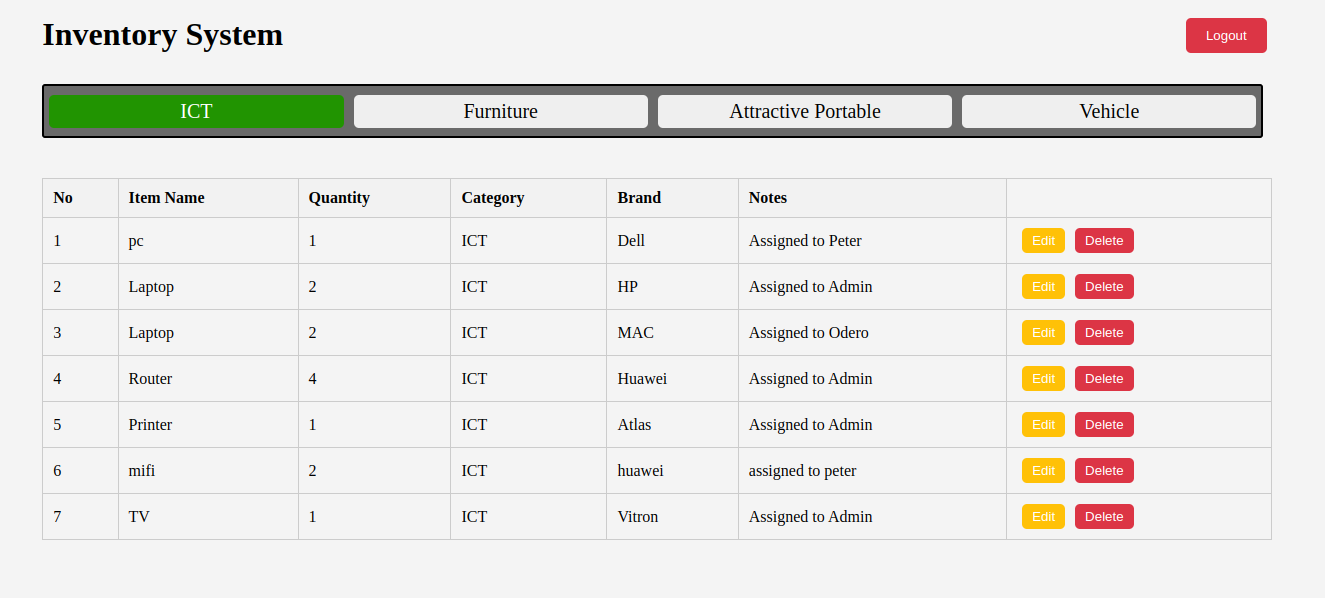 Inventory System
Logout
ICT Furniture Attractive Portable Vehicle
No Item Name Quantity Category Brand Notes
1 pc 1 ICT Dell Assigned to Peter Edit Delete
2 Laptop 2 ICT HP Assigned to Admin Edit Delete
3 Laptop 2 ICT MAC Assigned to Odero Edit Delete
4 Router 4 ICT Huawei Assigned to Admin Edit Delete
5 Printer 1 ICT Atlas Assigned to Admin Edit Delete
6 mifi 2 ICT huawei assigned to peter Edit Delete
7 TV 1 ICT Vitron Assigned to Admin Edit Delete